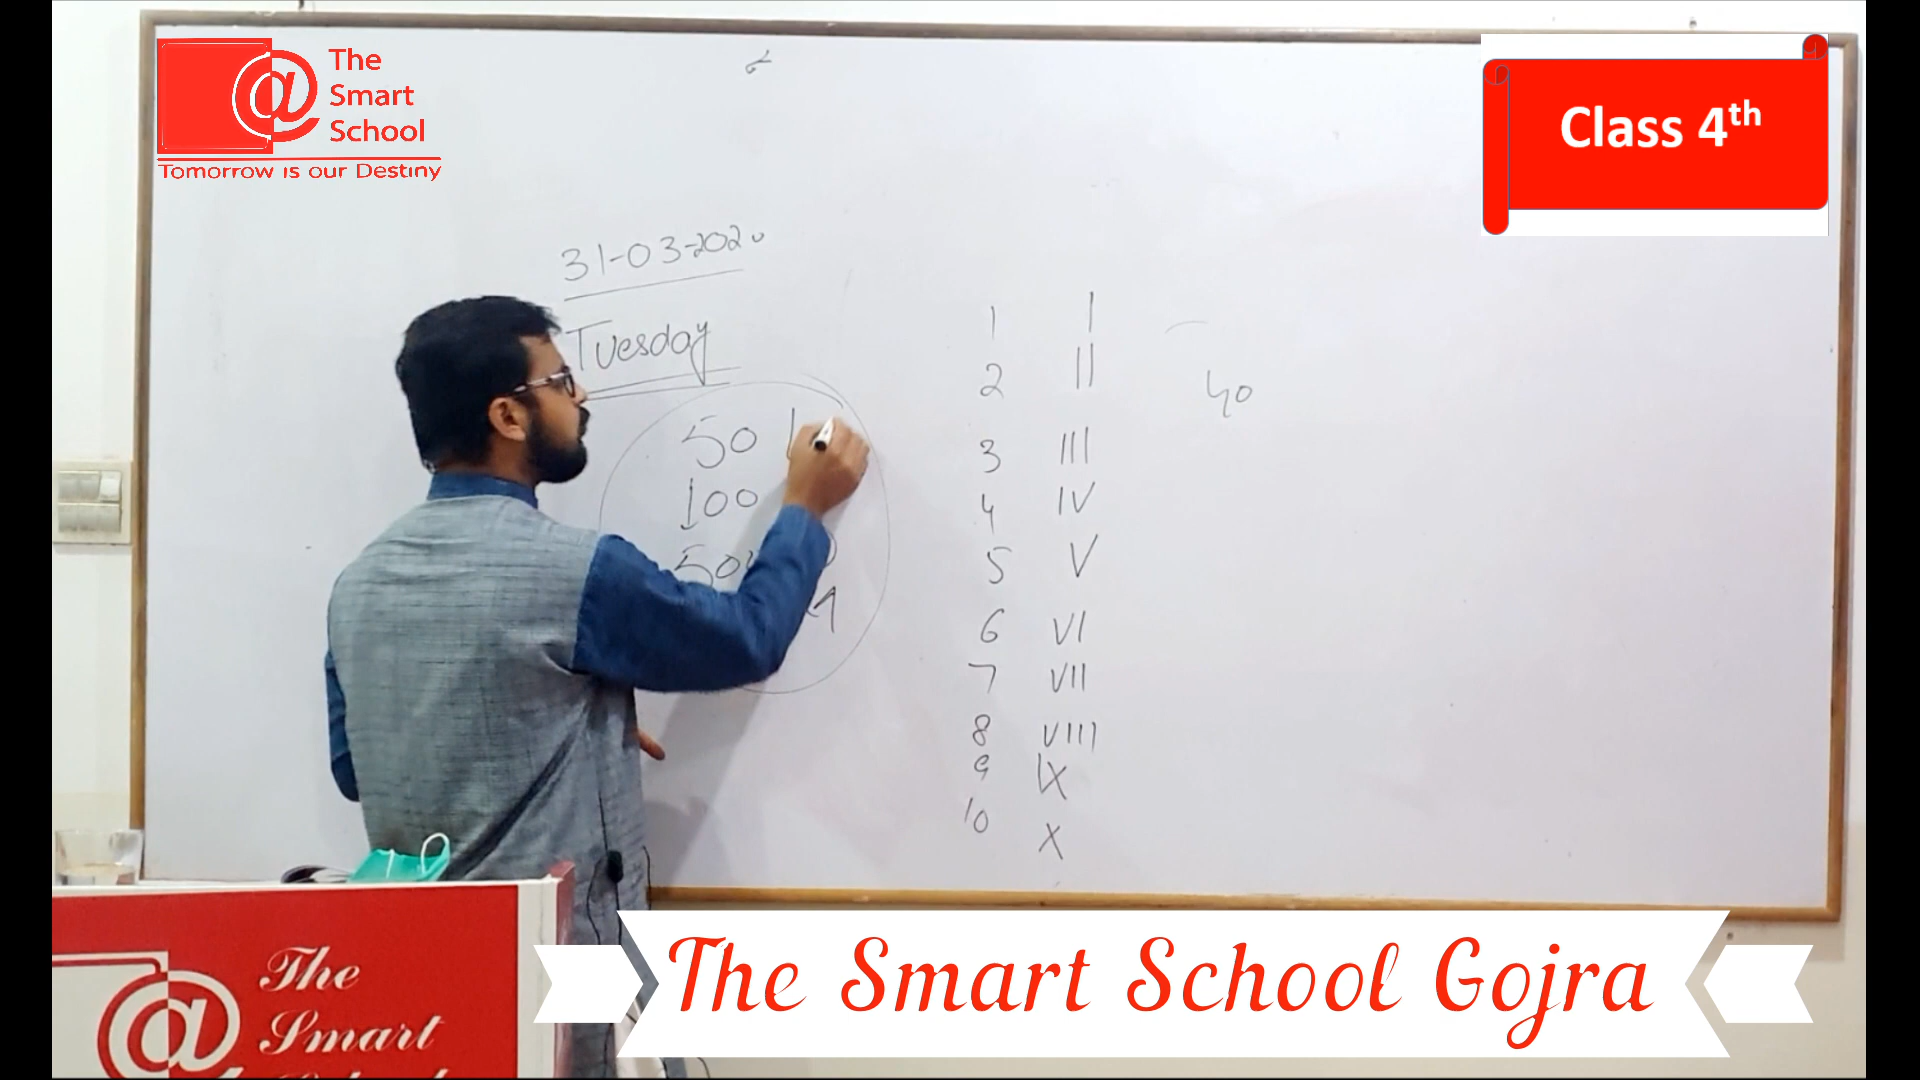 The
Smart
School
Tomorrow is our Destiny
Class 4th
31-03-2020
Tuesday
50 L
100
500 D
1 I
2 II
3 III
4 IV
5 V
6 VI
7 VII
8 VIII
9 IX
10 X
40
The
Smart
The Smart School Gojra